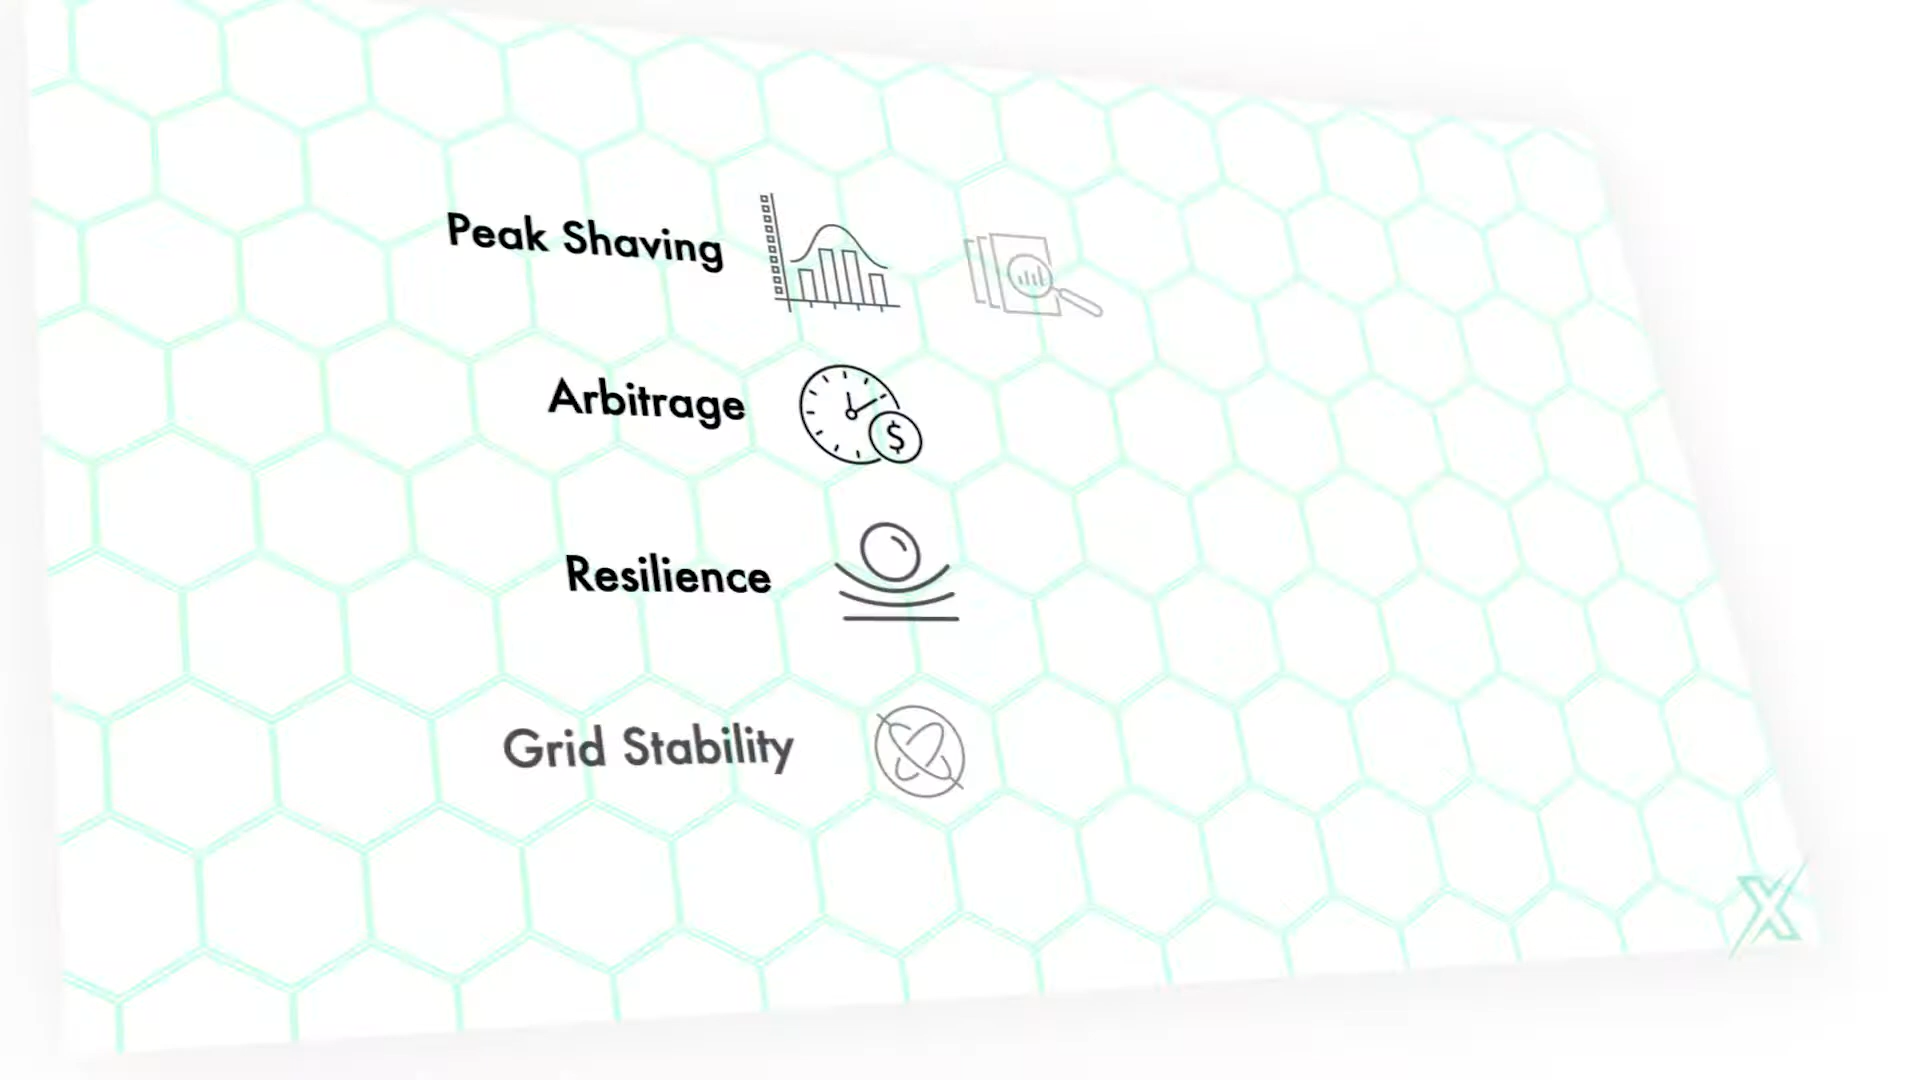 Peak Shaving
Arbitrage
$
Resilience
Grid Stability
X